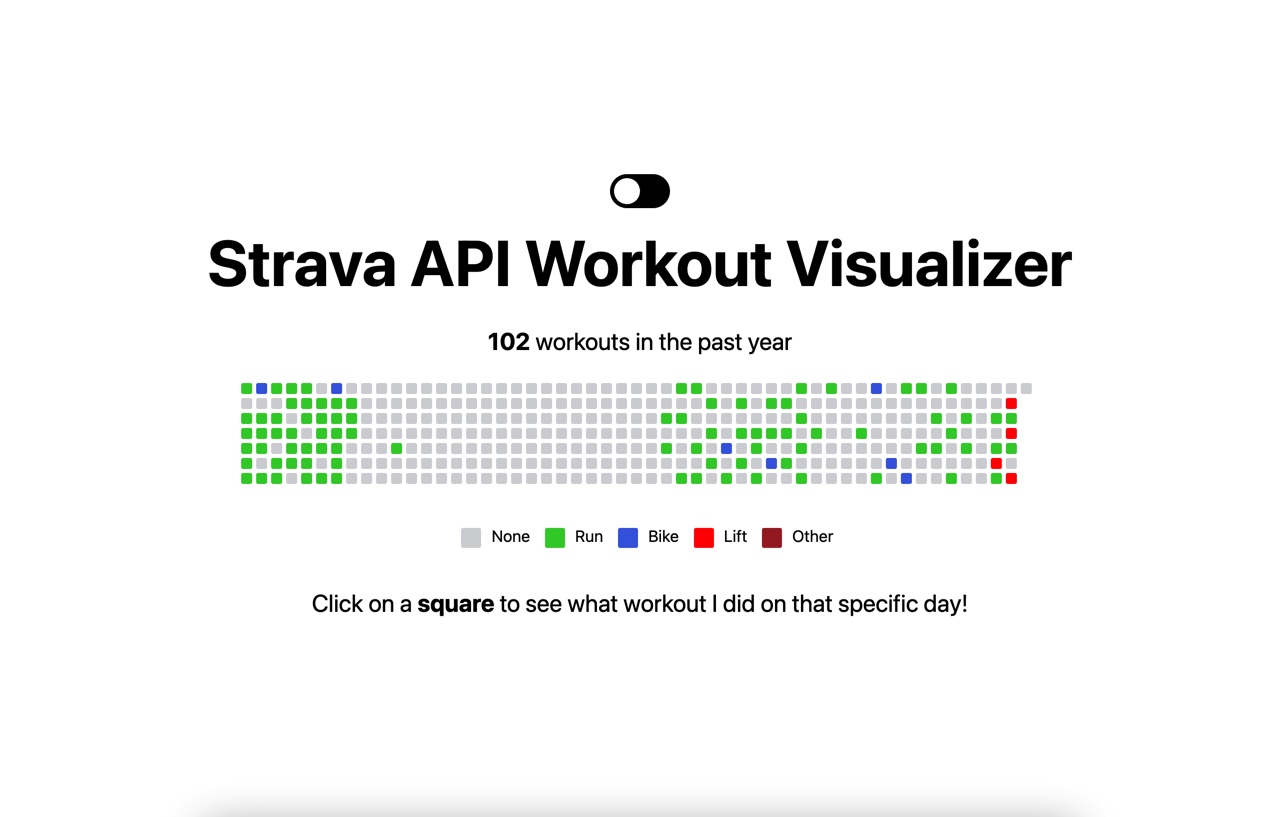 Strava API Workout Visualizer
102 workouts in the past year
None Run Bike Lift Other
Click on a square to see what workout I did on that specific day!